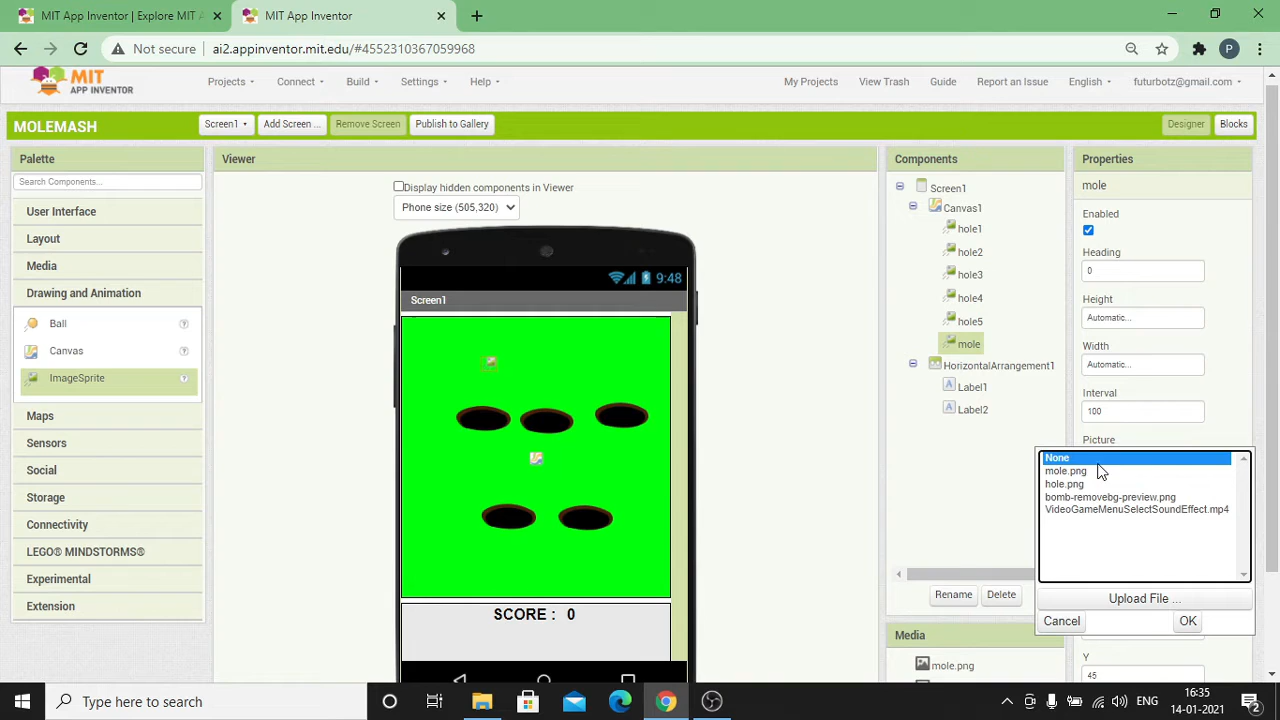 MIT App Inventor | Explore MIT A
MIT App Inventor
Not secure
ai2.appinventor.mit.edu/#4552310367059968
P
MIT
APP INVENTOR
Projects
Connect
Build
Settings
Help
My Projects
View Trash
Guide
Report an Issue
English
futurbotz@gmail.com
MOLEMASH
Screen1
Add Screen ...
Remove Screen
Publish to Gallery
Designer
Blocks
Palette
Search Components...
User Interface
Layout
Media
Drawing and Animation
Ball
Canvas
ImageSprite
Maps
Sensors
Social
Storage
Connectivity
LEGO® MINDSTORMS®
Experimental
Extension
Viewer
Display hidden components in Viewer
Phone size (505,320)
9:48
Screen1
SCORE : 0
Components
Screen1
Canvas1
hole1
hole2
hole3
hole4
hole5
mole
HorizontalArrangement1
Label1
Label2
Rename
Delete
Media
mole.png
Properties
mole
Enabled
Heading
0
Height
Automatic...
Width
Automatic...
Interval
100
Picture
None
mole.png
hole.png
bomb-removebg-preview.png
VideoGameMenuSelectSoundEffect.mp4
Upload File ...
Cancel
OK
Y
45
Type here to search
ENG
16:35
14-01-2021
2